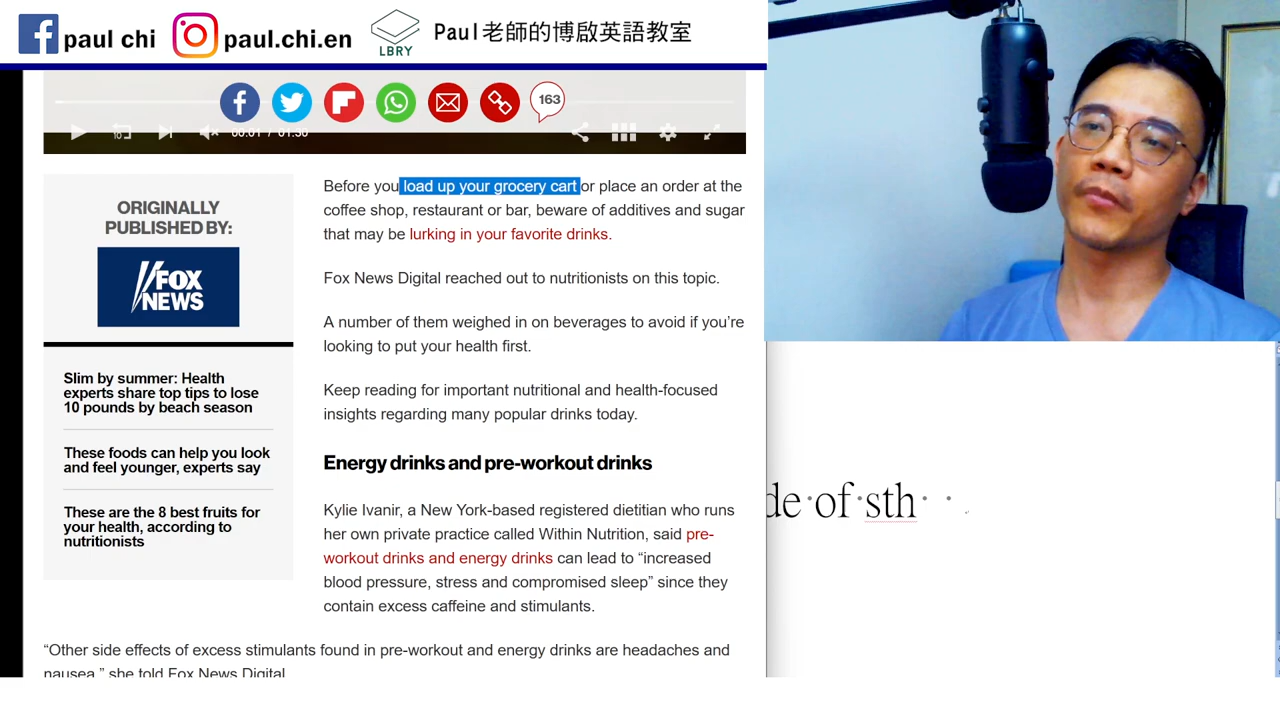 paul chi
paul.chi.en
LBRY
Paul老師的博啟英語教室
163
00:01 / 01:30
ORIGINALLY
PUBLISHED BY:
FOX
NEWS
Slim by summer: Health
experts share top tips to lose
10 pounds by beach season
These foods can help you look
and feel younger, experts say
These are the 8 best fruits for
your health, according to
nutritionists
Before you load up your grocery cart or place an order at the
coffee shop, restaurant or bar, beware of additives and sugar
that may be lurking in your favorite drinks.
Fox News Digital reached out to nutritionists on this topic.
A number of them weighed in on beverages to avoid if you’re
looking to put your health first.
Keep reading for important nutritional and health-focused
insights regarding many popular drinks today.
Energy drinks and pre-workout drinks
Kylie Ivanir, a New York-based registered dietitian who runs
her own private practice called Within Nutrition, said pre-
workout drinks and energy drinks can lead to “increased
blood pressure, stress and compromised sleep” since they
contain excess caffeine and stimulants.
“Other side effects of excess stimulants found in pre-workout and energy drinks are headaches and
nausea,” she told Fox News Digital
de of sth